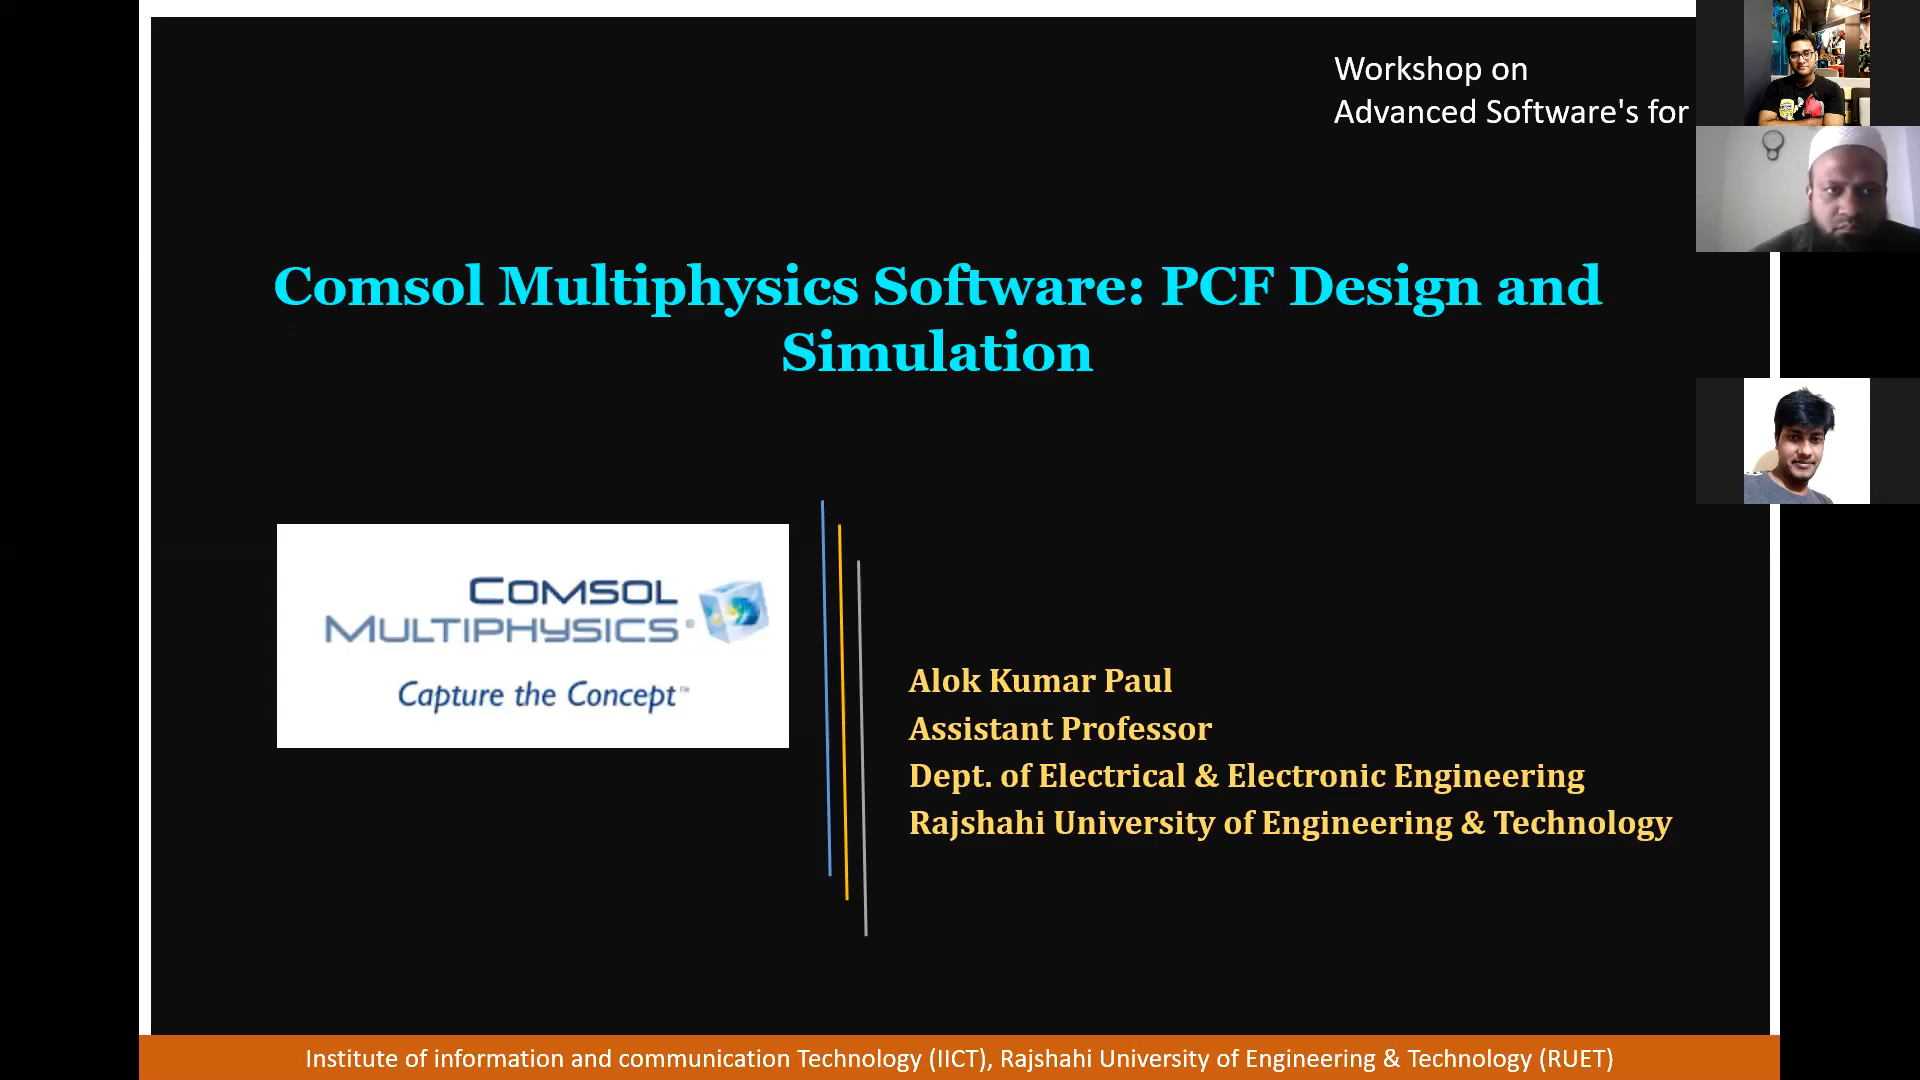 Workshop on
Advanced Software's for
Comsol Multiphysics Software: PCF Design and
Simulation
COMSOL
MULTIPHYSICS®
Capture the Concept™
Alok Kumar Paul
Assistant Professor
Dept. of Electrical & Electronic Engineering
Rajshahi University of Engineering & Technology
Institute of information and communication Technology (IICT), Rajshahi University of Engineering & Technology (RUET)